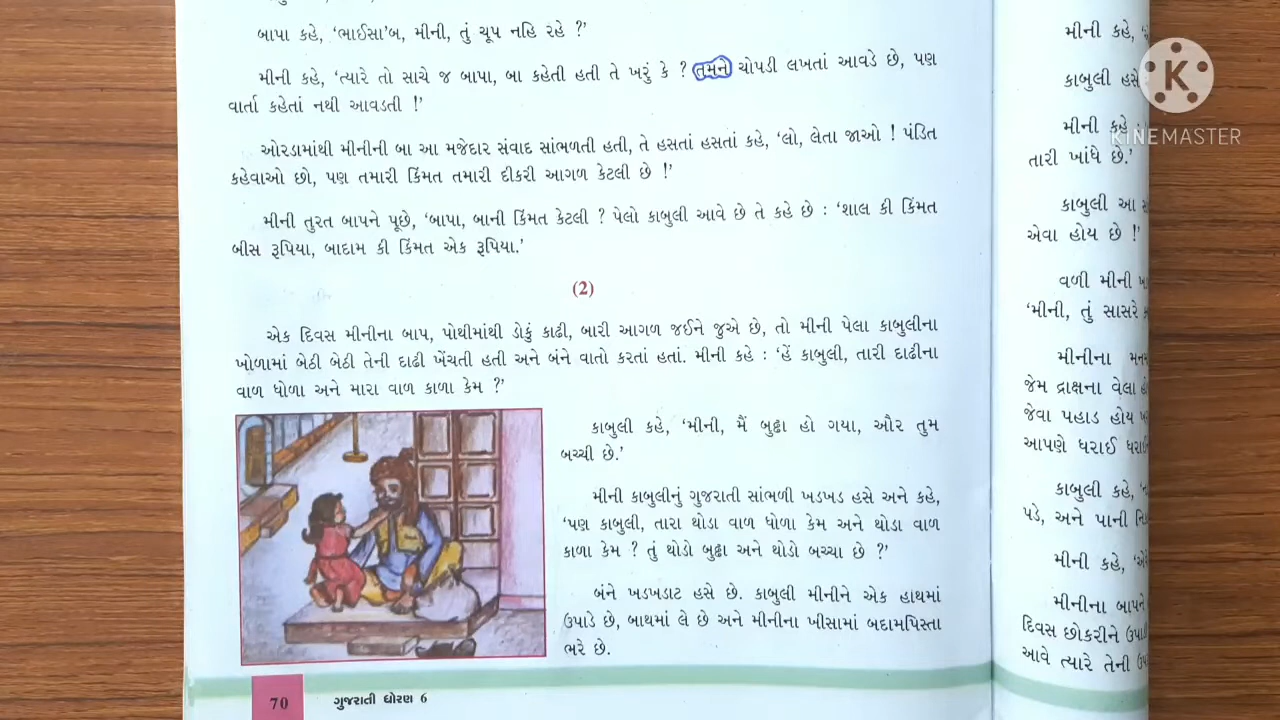 બાપા કહે, ‘ભાઈસા’બ, મીની, તું ચૂપ નહિ રહે ?’
મીની કહે, ‘ત્યારે તો સાચે જ બાપા, બા કહેતી હતી તે ખરું કે ? તમને ચોપડી લખતાં આવડે છે, પણ
વાર્તા કહેતાં નથી આવડતી !’
ઓરડામાંથી મીનીની બા આ મજેદાર સંવાદ સાંભળતી હતી, તે હસતાં હસતાં કહે, ‘લો, લેતા જાઓ ! પંડિત
કહેવાઓ છો, પણ તમારી કિંમત તમારી દીકરી આગળ કેટલી છે !’
મીની તુરત બાપને પૂછે, ‘બાપા, બાની કિંમત કેટલી ? પેલો કાબુલી આવે છે તે કહે છે : ‘શાલ કી કિંમત
બીસ રૂપિયા, બાદામ કી કિંમત એક રૂપિયા.’
(2)
એક દિવસ મીનીના બાપ, પોથીમાંથી ડોકું કાઢી, બારી આગળ જઈને જુએ છે, તો મીની પેલા કાબુલીના
ખોળામાં બેઠી બેઠી તેની દાઢી ખેંચતી હતી અને બંને વાતો કરતાં હતાં. મીની કહે : ‘હેં કાબુલી, તારી દાઢીના
વાળ ધોળા અને મારા વાળ કાળા કેમ ?’
કાબુલી કહે, ‘મીની, મૈં બુઢ્ઢા હો ગયા, ઔર તુમ
બચ્ચી છે.’
મીની કાબુલીનું ગુજરાતી સાંભળી ખડખડ હસે અને કહે,
‘પણ કાબુલી, તારા થોડા વાળ ધોળા કેમ અને થોડા વાળ
કાળા કેમ ? તું થોડો બુઢ્ઢા અને થોડો બચ્ચા છે ?’
બંને ખડખડાટ હસે છે. કાબુલી મીનીને એક હાથમાં
ઉપાડે છે, બાથમાં લે છે અને મીનીના ખીસામાં બદામપિસ્તા
ભરે છે.
70 ગુજરાતી ધોરણ 6
મીની કહે,
કાબુલી હસે
મીની કહે
તારી ખાંધે છે.’
કાબુલી આ
એવા હોય છે !’
વળી મીની
‘મીની, તું સાસરે
મીનીના
જેમ દ્રાક્ષના વેલા
જેવા પહાડ હોય
આપણે ધરાઈ
કાબુલી કહે,
પડે, અને પાની
મીની કહે,
મીનીના બાપને
દિવસ છોકરીને
આવે ત્યારે તેની
K
KINEMASTER